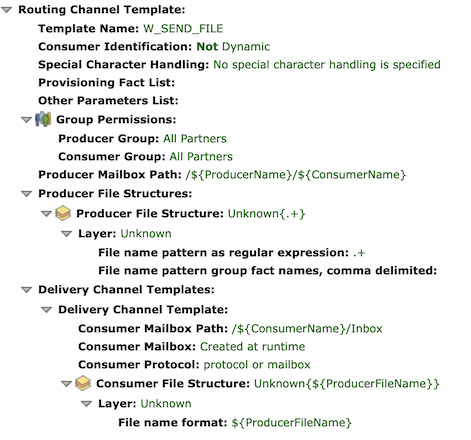 Routing Channel Template:
Template Name: W_SEND_FILE
Consumer Identification: Not Dynamic
Special Character Handling: No special character handling is specified
Provisioning Fact List:
Other Parameters List:
Group Permissions:
Producer Group: All Partners
Consumer Group: All Partners
Producer Mailbox Path: /${ProducerName}/${ConsumerName}
Producer File Structures:
Producer File Structure: Unknown{.+}
Layer: Unknown
File name pattern as regular expression: .+
File name pattern group fact names, comma delimited:
Delivery Channel Templates:
Delivery Channel Template:
Consumer Mailbox Path: /${ConsumerName}/Inbox
Consumer Mailbox: Created at runtime
Consumer Protocol: protocol or mailbox
Consumer File Structure: Unknown{${ProducerFileName}}
Layer: Unknown
File name format: ${ProducerFileName}